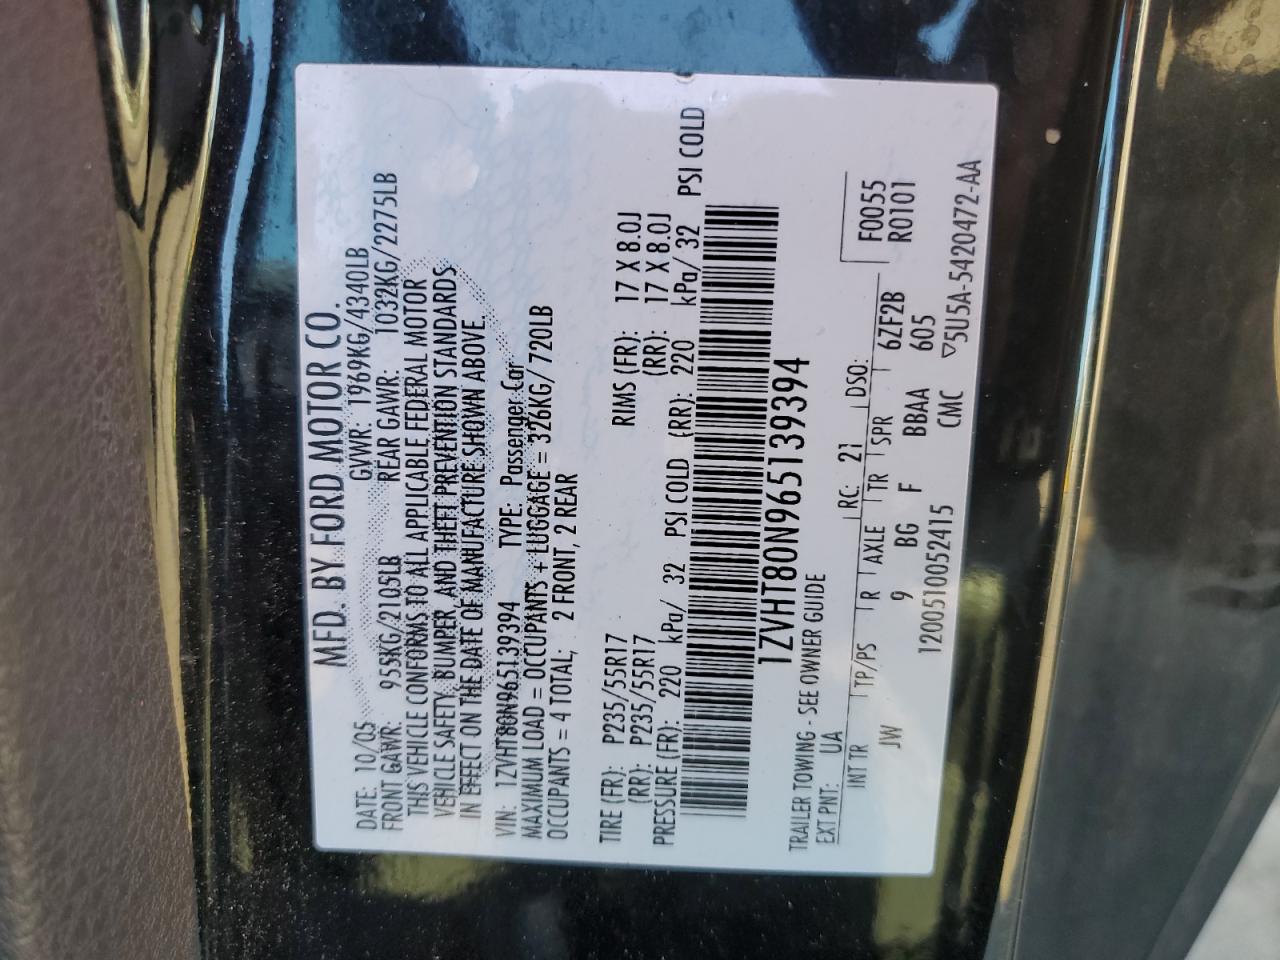 MFD. BY FORD MOTOR CO.
DATE: 10/05 GVWR: 1969KG/4340LB
FRONT GAWR: 955KG/2105LB REAR GAWR: 1032KG/2275LB
THIS VEHICLE CONFORMS TO ALL APPLICABLE FEDERAL MOTOR
VEHICLE SAFETY, BUMPER, AND THEFT PREVENTION STANDARDS
IN EFFECT ON THE DATE OF MANUFACTURE SHOWN ABOVE.
VIN: 1ZVHT80N965139394 TYPE: Passenger Car
MAXIMUM LOAD = OCCUPANTS + LUGGAGE = 326KG/720LB
OCCUPANTS = 4 TOTAL, 2 FRONT, 2 REAR
TIRE (FR): P235/55R17 RIMS (FR): 17 X 8.0J
(RR): P235/55R17 (RR): 17 X 8.0J
PRESSURE (FR): 220 kPa/ 32 PSI COLD (RR): 220 kPa/ 32 PSI COLD
1ZVHT80N965139394
TRAILER TOWING - SEE OWNER GUIDE
EXT PNT: UA RC: 21 DSO: F0055
R0101
INT TR TP/PS R AXLE TR SPR 6ZF2B
JW 9 BG F BBAA 605
120051005241​5 CMC ▽5U5A-5420472-AA